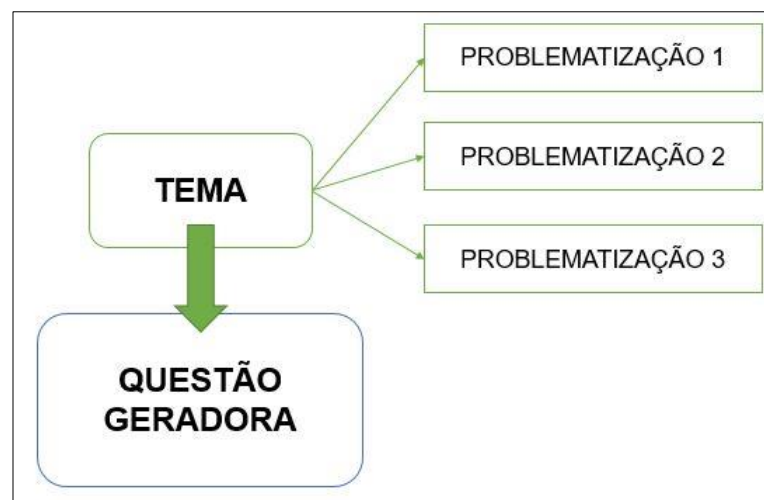 PROBLEMATIZAÇÃO 1
PROBLEMATIZAÇÃO 2
TEMA
PROBLEMATIZAÇÃO 3
QUESTÃO
GERADORA